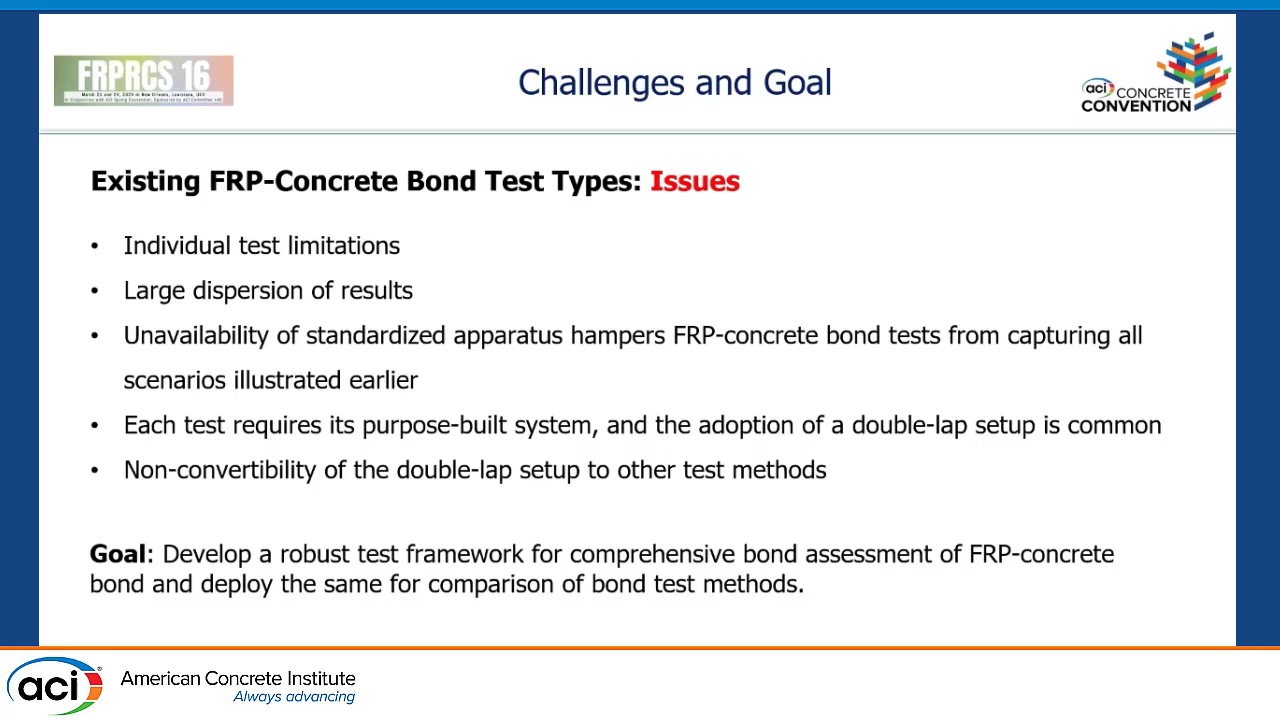 FRPRCS 16
Challenges and Goal
aci CONCRETE
CONVENTION
Existing FRP-Concrete Bond Test Types: Issues
• Individual test limitations
• Large dispersion of results
• Unavailability of standardized apparatus hampers FRP-concrete bond tests from capturing all
scenarios illustrated earlier
• Each test requires its purpose-built system, and the adoption of a double-lap setup is common
• Non-convertibility of the double-lap setup to other test methods
Goal: Develop a robust test framework for comprehensive bond assessment of FRP-concrete
bond and deploy the same for comparison of bond test methods.
aci
American Concrete Institute
Always advancing